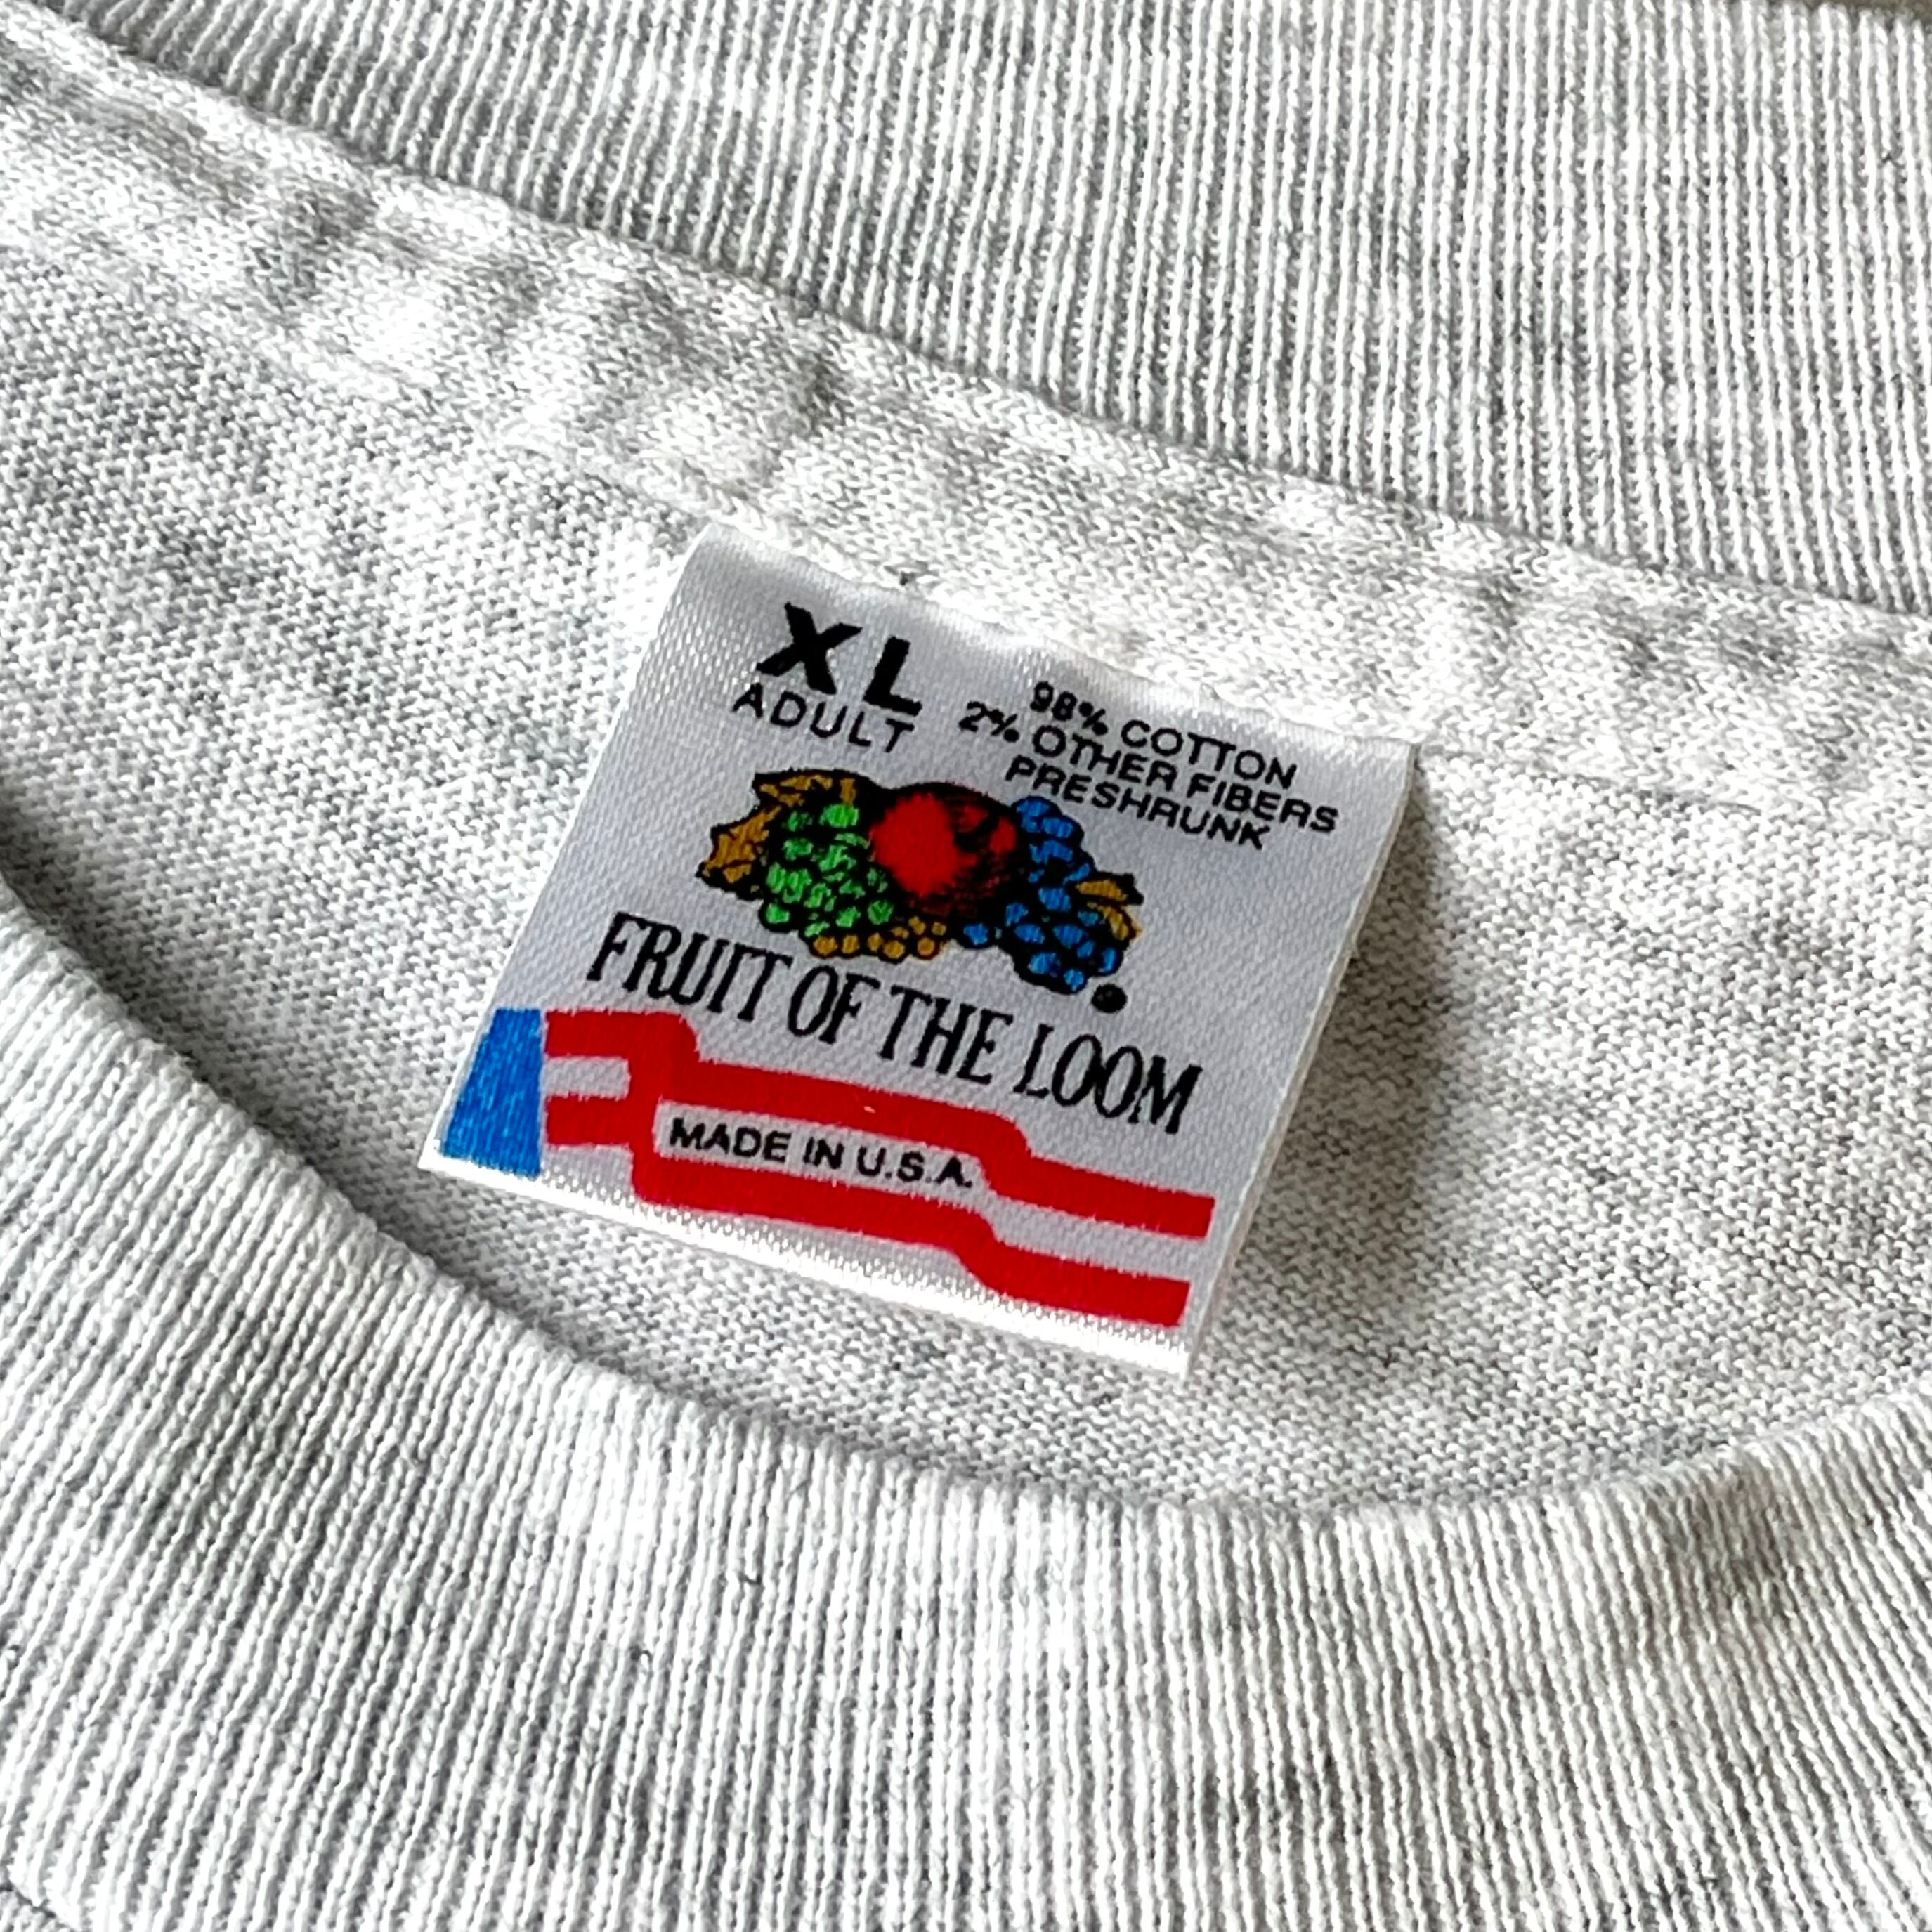 XL
ADULT
98% COTTON
2% OTHER FIBERS
PRESHRUNK
FRUIT OF THE LOOM
MADE IN U.S.A.